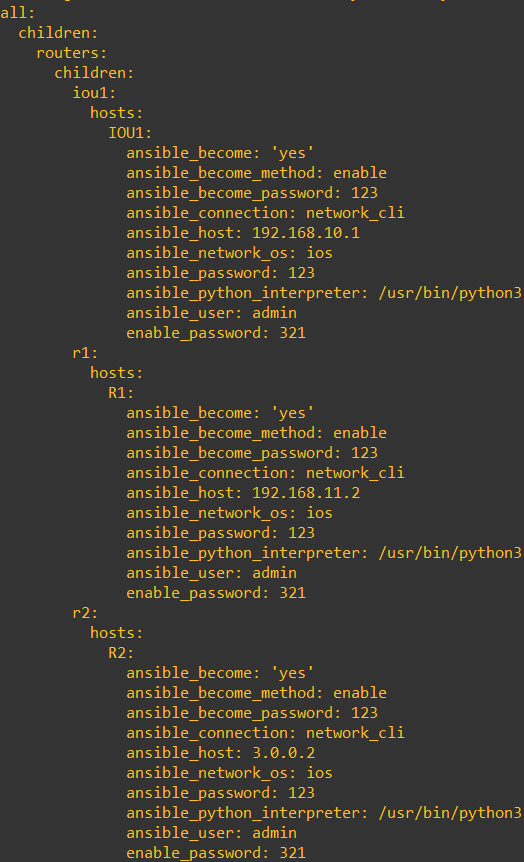 all:
  children:
    routers:
      children:
        iou1:
          hosts:
            IOU1:
              ansible_become: 'yes'
              ansible_become_method: enable
              ansible_become_password: 123
              ansible_connection: network_cli
              ansible_host: 192.168.10.1
              ansible_network_os: ios
              ansible_password: 123
              ansible_python_interpreter: /usr/bin/python3
              ansible_user: admin
              enable_password: 321
        r1:
          hosts:
            R1:
              ansible_become: 'yes'
              ansible_become_method: enable
              ansible_become_password: 123
              ansible_connection: network_cli
              ansible_host: 192.168.11.2
              ansible_network_os: ios
              ansible_password: 123
              ansible_python_interpreter: /usr/bin/python3
              ansible_user: admin
              enable_password: 321
        r2:
          hosts:
            R2:
              ansible_become: 'yes'
              ansible_become_method: enable
              ansible_become_password: 123
              ansible_connection: network_cli
              ansible_host: 3.0.0.2
              ansible_network_os: ios
              ansible_password: 123
              ansible_python_interpreter: /usr/bin/python3
              ansible_user: admin
              enable_password: 321